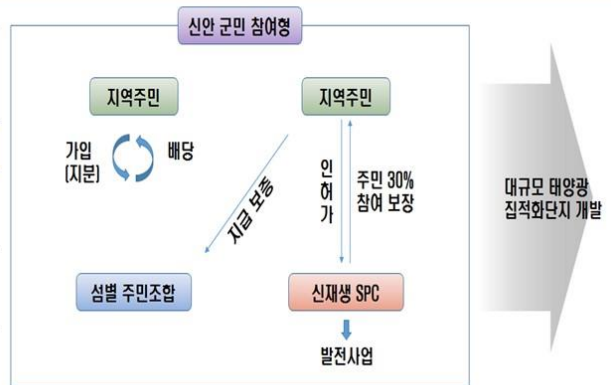 신안 군민 참여형
지역주민
지역주민
가입
(지분)
배당
지급 보증
인허가
주민 30%
참여 보장
섬별 주민조합
신재생 SPC
발전사업
대규모 태양광
집적화단지 개발